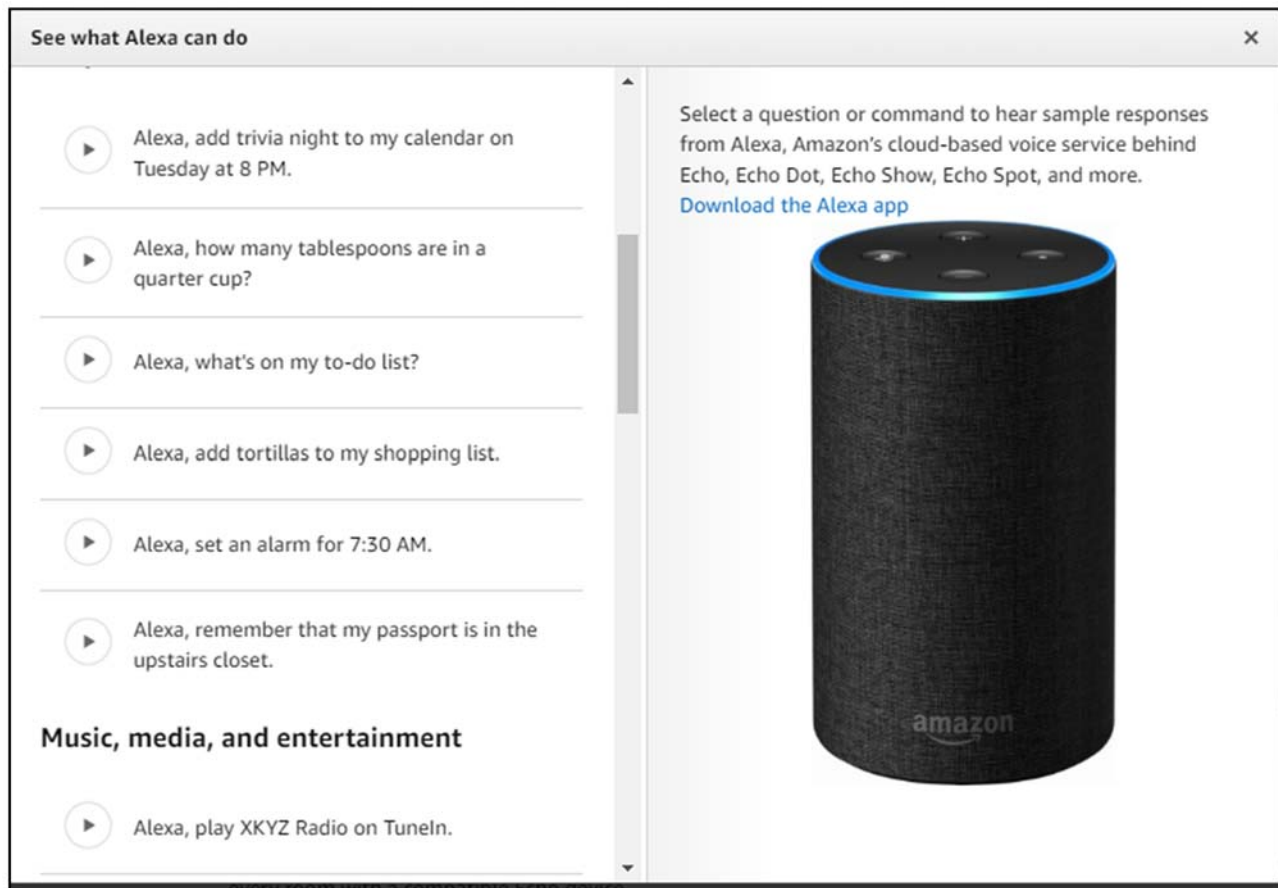 See what Alexa can do
Alexa, add trivia night to my calendar on
Tuesday at 8 PM.
Alexa, how many tablespoons are in a
quarter cup?
Alexa, what's on my to-do list?
Alexa, add tortillas to my shopping list.
Alexa, set an alarm for 7:30 AM.
Alexa, remember that my passport is in the
upstairs closet.
Music, media, and entertainment
Alexa, play XKYZ Radio on TuneIn.
Select a question or command to hear sample responses
from Alexa, Amazon's cloud-based voice service behind
Echo, Echo Dot, Echo Show, Echo Spot, and more.
Download the Alexa app
amazon